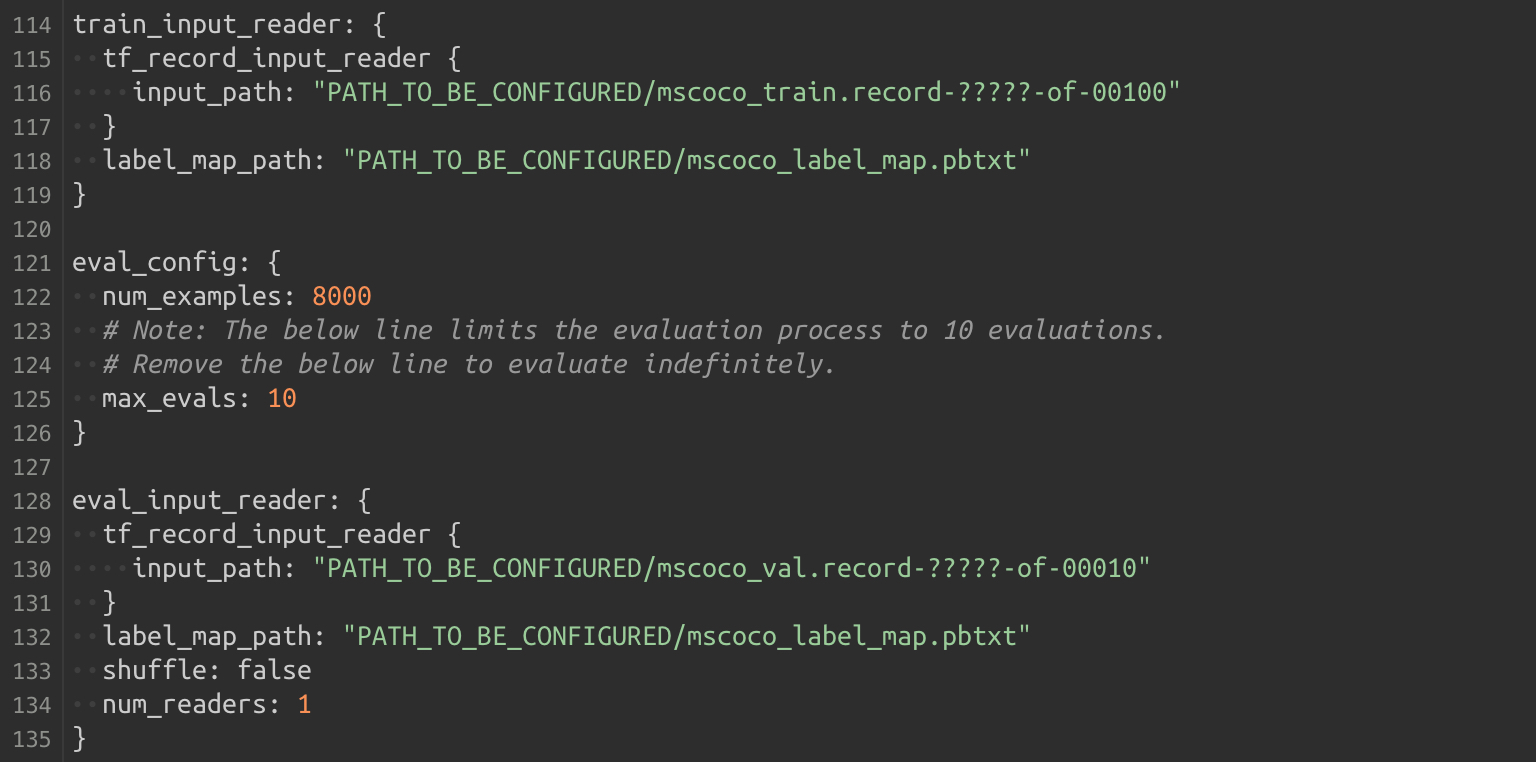 114 train_input_reader: {
115   tf_record_input_reader {
116     input_path: "PATH_TO_BE_CONFIGURED/mscoco_train.record-?????-of-00100"
117   }
118   label_map_path: "PATH_TO_BE_CONFIGURED/mscoco_label_map.pbtxt"
119 }
120
121 eval_config: {
122   num_examples: 8000
123   # Note: The below line limits the evaluation process to 10 evaluations.
124   # Remove the below line to evaluate indefinitely.
125   max_evals: 10
126 }
127
128 eval_input_reader: {
129   tf_record_input_reader {
130     input_path: "PATH_TO_BE_CONFIGURED/mscoco_val.record-?????-of-00010"
131   }
132   label_map_path: "PATH_TO_BE_CONFIGURED/mscoco_label_map.pbtxt"
133   shuffle: false
134   num_readers: 1
135 }